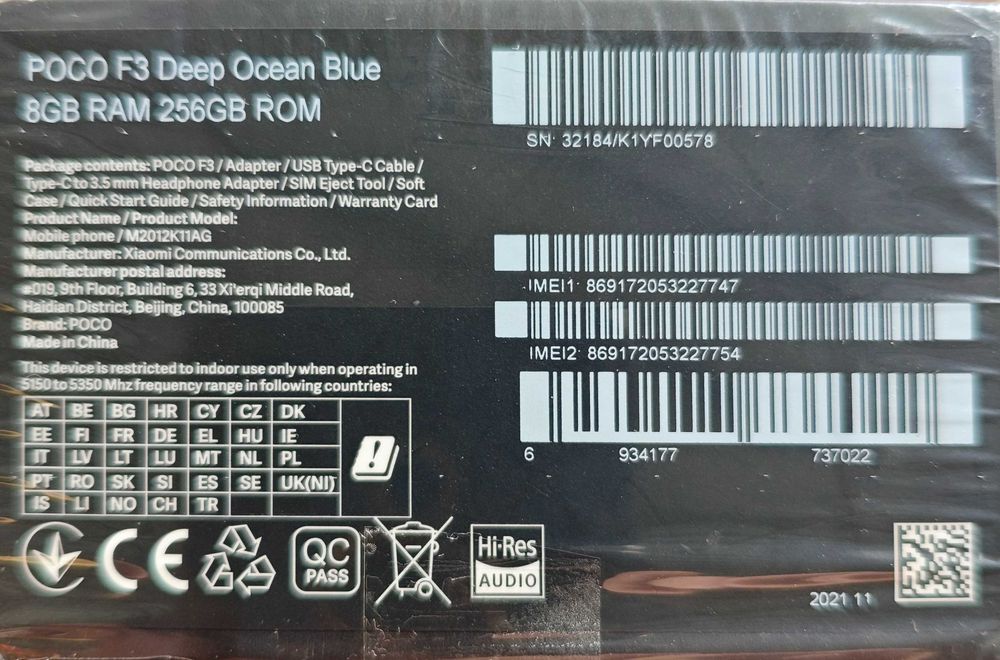 POCO F3 Deep Ocean Blue
8GB RAM 256GB ROM
Package contents: POCO F3 / Adapter / USB Type-C Cable /
Type-C to 3.5 mm Headphone Adapter / SIM Eject Tool / Soft
Case / Quick Start Guide / Safety Information / Warranty Card
Product Name / Product Model:
Mobile phone / M2012K11AG
Manufacturer: Xiaomi Communications Co., Ltd.
Manufacturer postal address:
#019, 9th Floor, Building 6, 33 Xi'erqi Middle Road,
Haidian District, Beijing, China, 100085
Brand: POCO
Made in China
This device is restricted to indoor use only when operating in
5150 to 5350 Mhz frequency range in following countries:
AT BE BG HR CY CZ DK
EE FI FR DE EL HU IE
IT LV LT LU MT NL PL
PT RO SK SI ES SE UK(NI)
IS LI NO CH TR
CE
QC
PASS
Hi-Res
AUDIO
SN: 32184/K1YF00578
IMEI1: 869172053227747
IMEI2: 869172053227754
6 934177 737022
2021 11